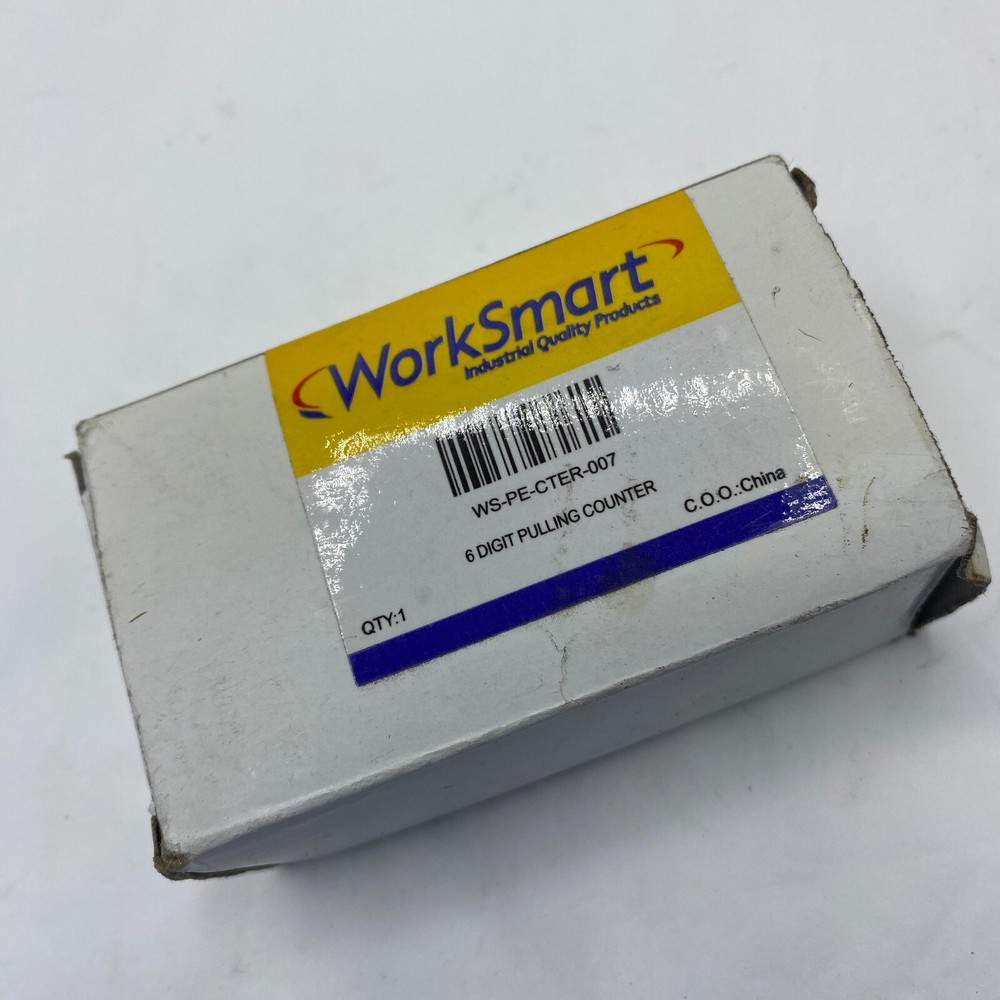 WorkSmart
Industrial Quality Products
WS-PE-CTER-007
6 DIGIT PULLING COUNTER
QTY:1
C.O.O.:China